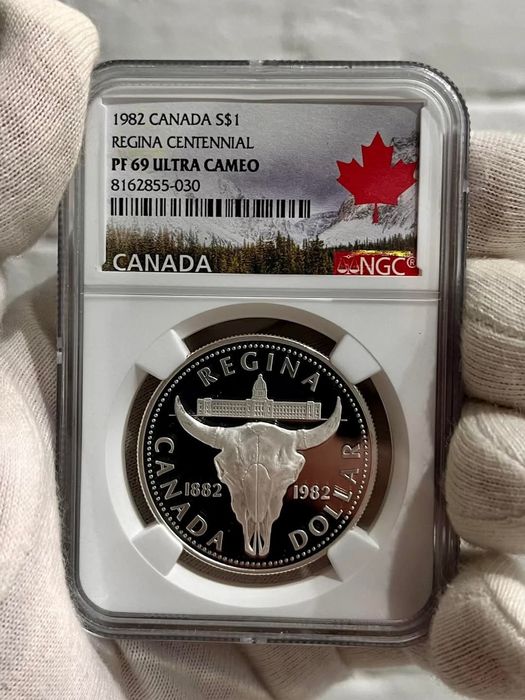 1982 CANADA S$1
REGINA CENTENNIAL
PF 69 ULTRA CAMEO
8162855-030
CANADA
NGC®
REGINA
1882 1982
CANADA DOLLAR